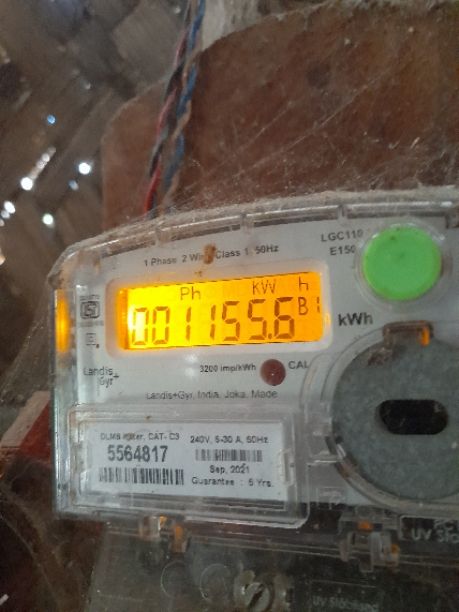 LGC110
E150
1 Phase 2 Wire Class 1 50Hz
Ph KW h
001155.6 B1
kWh
3200 imp/kWh CAL
Landis+
Gyr
Landis+Gyr, India, Joka, Made
DLMS CAT- C3
240V, 5-30 A, 50Hz
5564817
Sep, 2021
Guarantee : 5 Yrs.